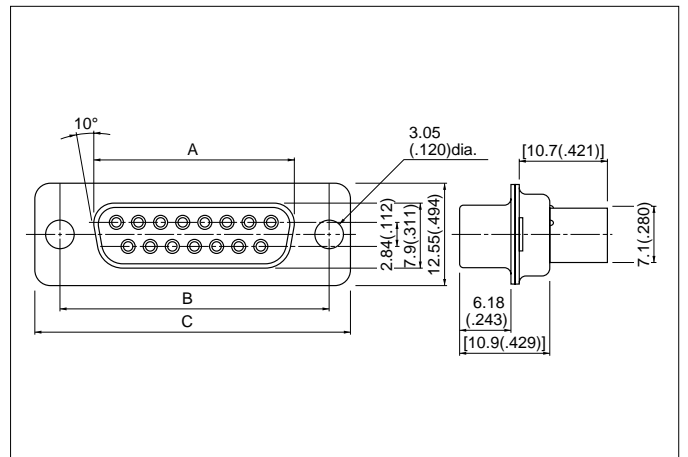 10°
A
3.05
(.120)dia.
[10.7(.421)]
2.84(.112)
7.9(.311)
12.55(.494)
7.1(.280)
6.18
(.243)
[10.9(.429)]
B
C